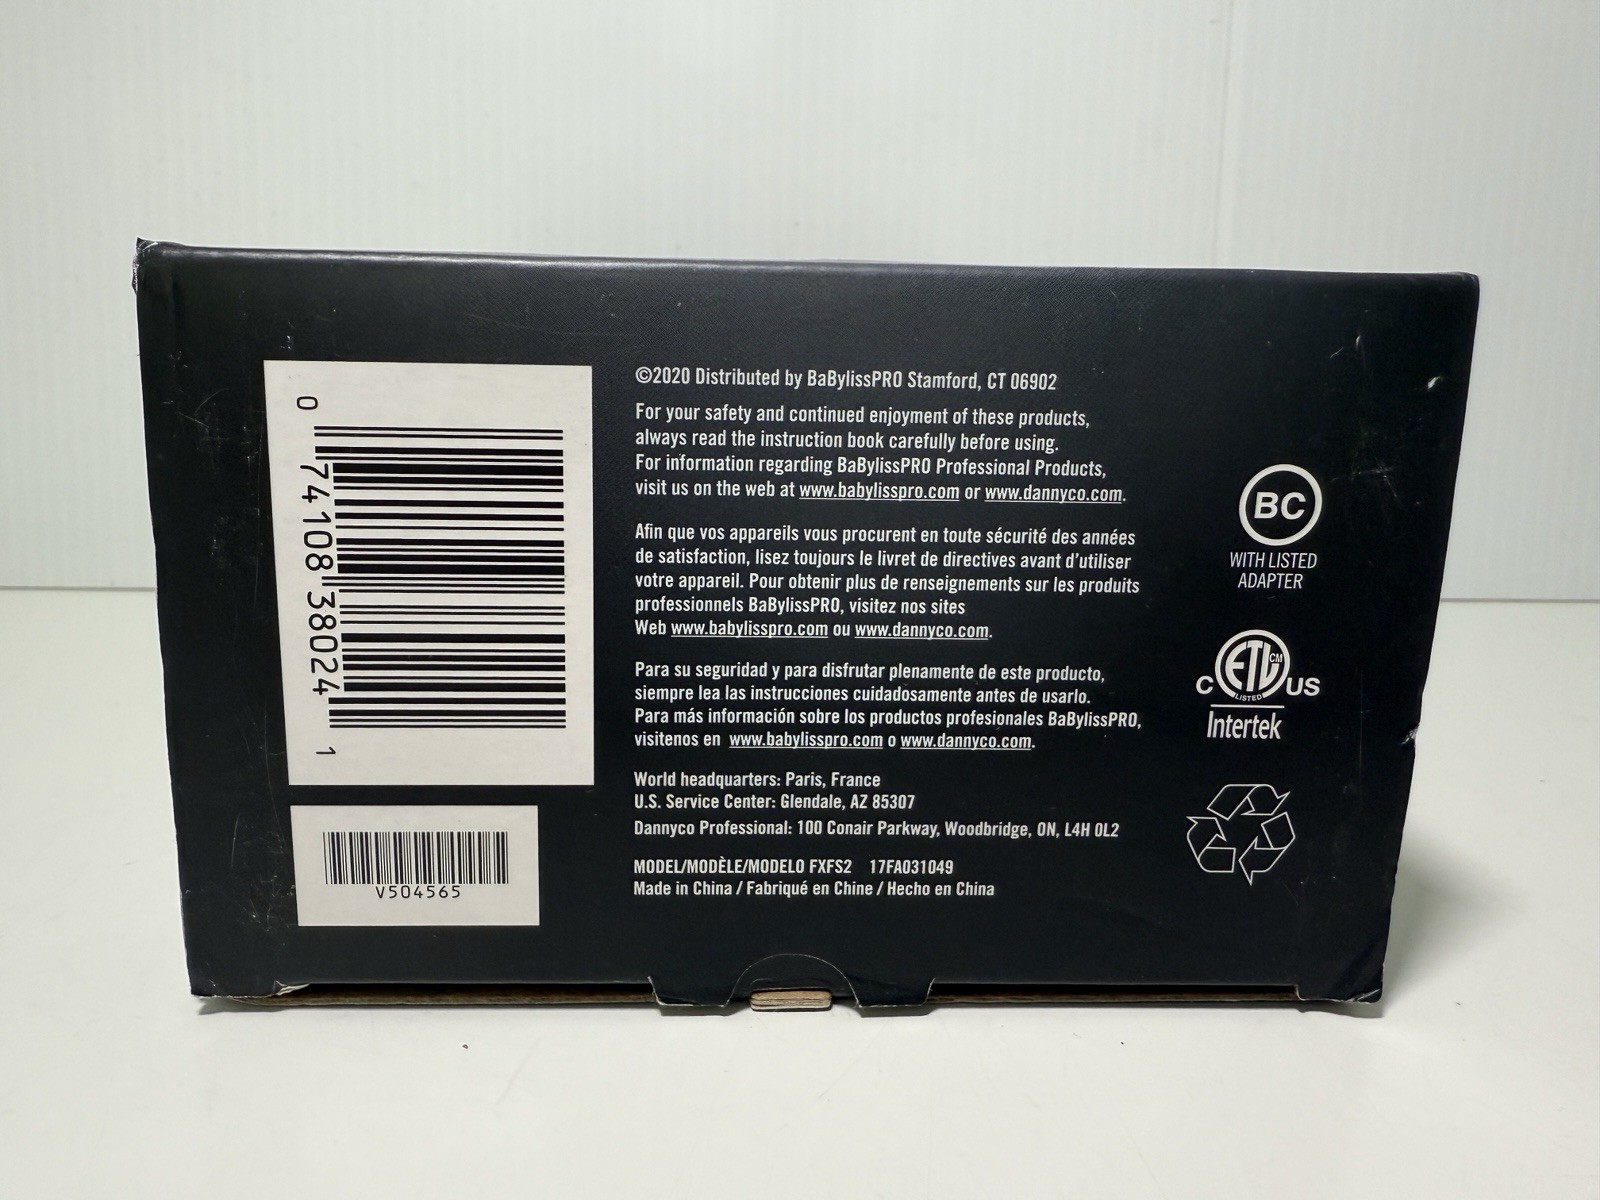 0
74108 38024
1
V504565
©2020 Distributed by BaBylissPRO Stamford, CT 06902
For your safety and continued enjoyment of these products,
always read the instruction book carefully before using.
For information regarding BaBylissPRO Professional Products,
visit us on the web at www.babylisspro.com or www.dannyco.com.
Afin que vos appareils vous procurent en toute sécurité des années
de satisfaction, lisez toujours le livret de directives avant d'utiliser
votre appareil. Pour obtenir plus de renseignements sur les produits
professionnels BaBylissPRO, visitez nos sites
Web www.babylisspro.com ou www.dannyco.com.
Para su seguridad y para disfrutar plenamente de este producto,
siempre lea las instrucciones cuidadosamente antes de usarlo.
Para más información sobre los productos profesionales BaBylissPRO,
visitenos en www.babylisspro.com o www.dannyco.com.
World headquarters: Paris, France
U.S. Service Center: Glendale, AZ 85307
Dannyco Professional: 100 Conair Parkway, Woodbridge, ON, L4H 0L2
MODEL/MODÈLE/MODELO FXFS2 17FA031049
Made in China / Fabriqué en Chine / Hecho en China
BC
WITH LISTED
ADAPTER
ETL CM
C LISTED US
Intertek